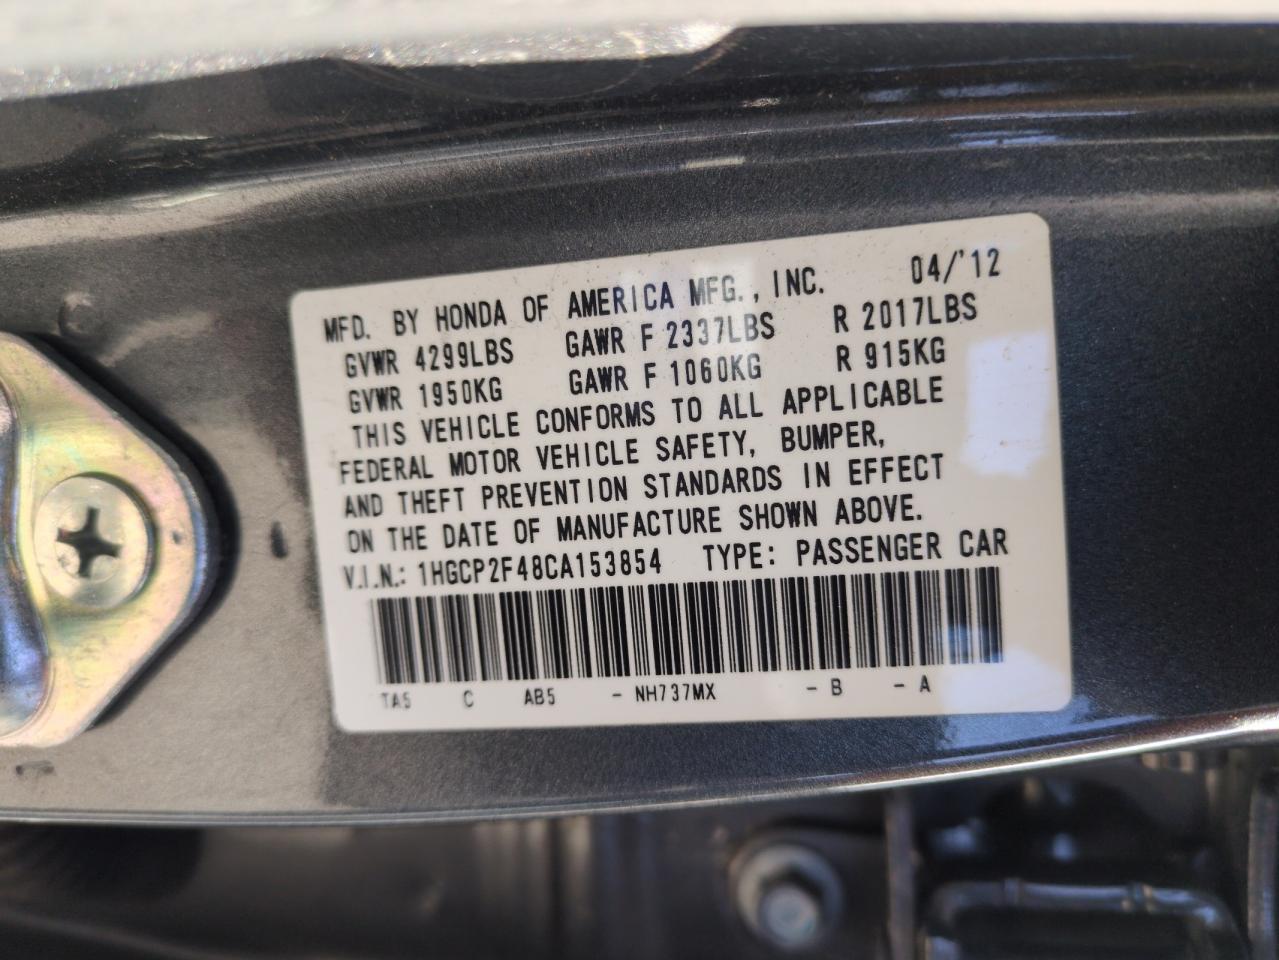 MFD. BY HONDA OF AMERICA MFG., INC. 04/'12
GVWR 4299LBS GAWR F 2337LBS R 2017LBS
GVWR 1950KG GAWR F 1060KG R 915KG
THIS VEHICLE CONFORMS TO ALL APPLICABLE
FEDERAL MOTOR VEHICLE SAFETY, BUMPER,
AND THEFT PREVENTION STANDARDS IN EFFECT
ON THE DATE OF MANUFACTURE SHOWN ABOVE.
V.I.N.: 1HGCP2F48CA153854 TYPE: PASSENGER CAR
TA5 C AB5 - NH737MX - B - A